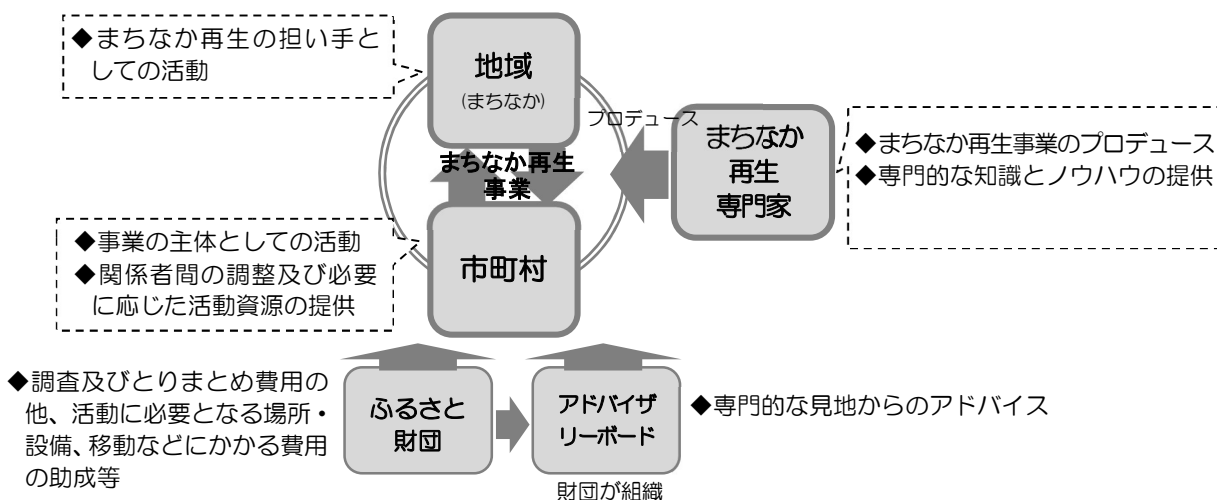 ◆まちなか再生の担い手と
しての活動
地域
(まちなか)
プロデュース
まちなか
再生
専門家
◆まちなか再生事業のプロデュース
◆専門的な知識とノウハウの提供
まちなか再生
事業
◆事業の主体としての活動
◆関係者間の調整及び必要
に応じた活動資源の提供
市町村
◆調査及びとりまとめ費用の
他、活動に必要となる場所・
設備、移動などにかかる費用
の助成等
ふるさと
財団
アドバイザ
リーボード
◆専門的な見地からのアドバイス
財団が組織